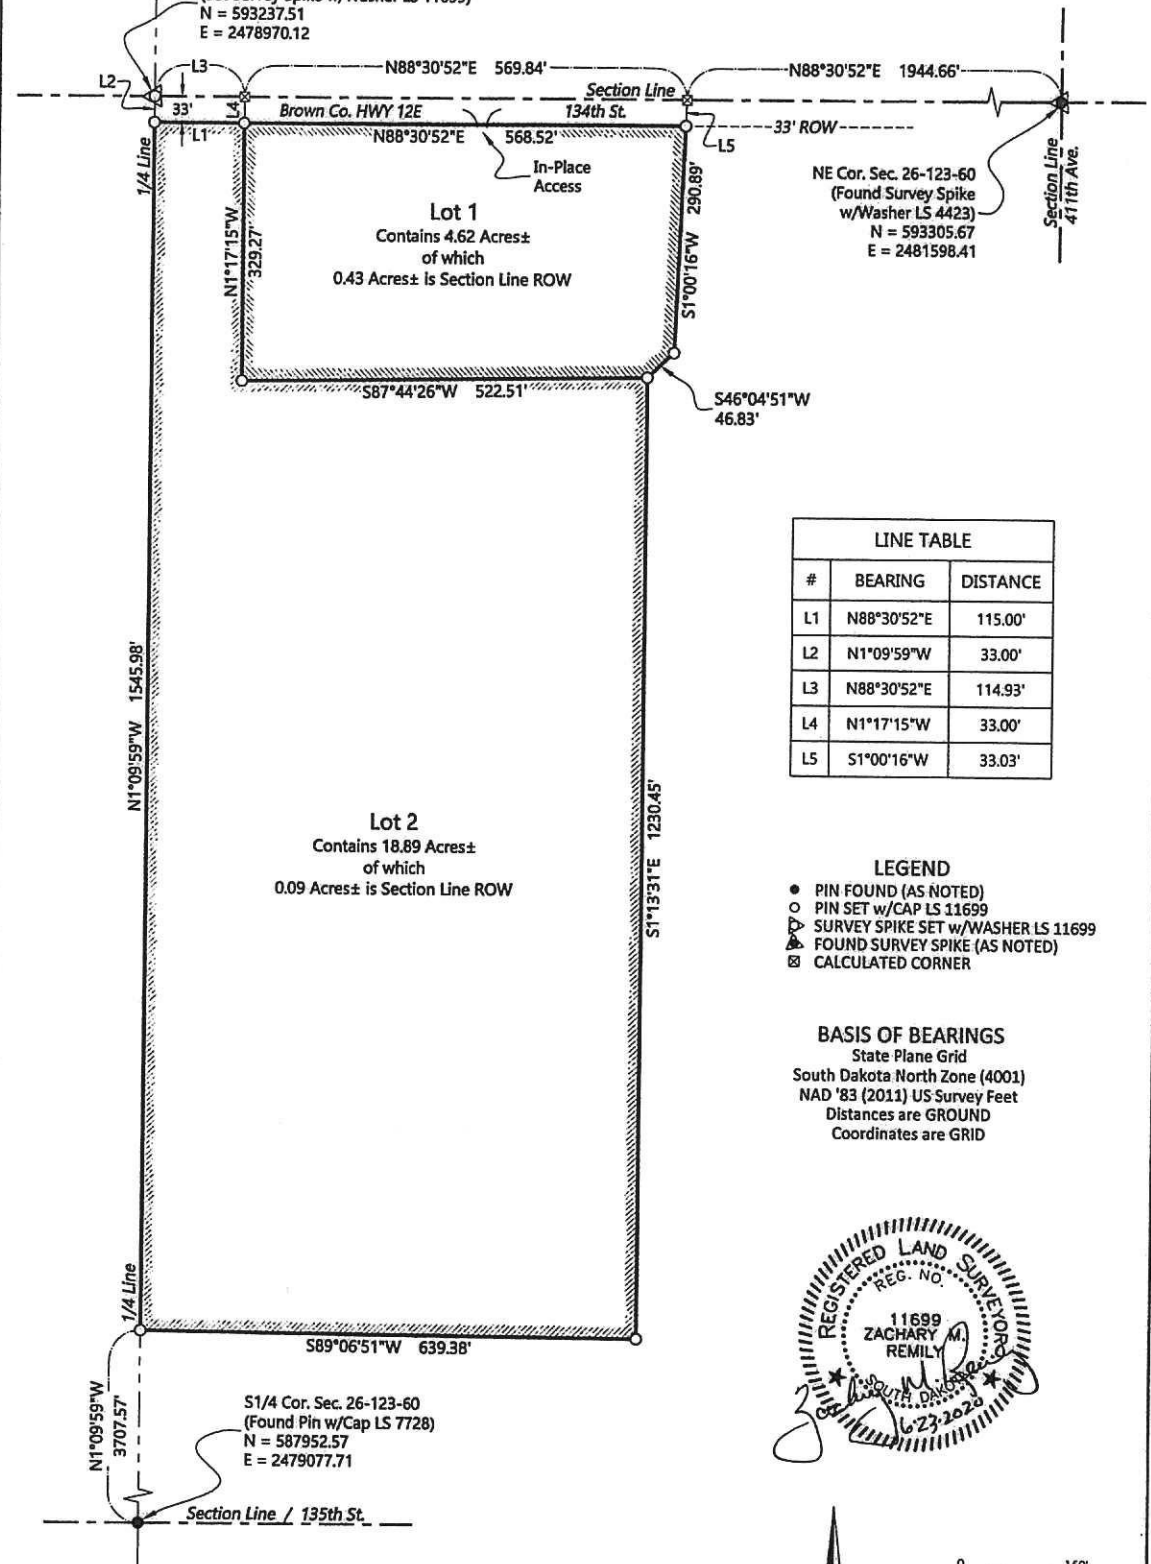 N = 593237.51
E = 2478970.12
L3
N88°30'52"E 569.84'
N88°30'52"E 1944.66'
L2
33'
L4
Section Line
Brown Co. HWY 12E
134th St.
L1
N88°30'52"E 568.52'
33' ROW
L5
1/4 Line
In-Place
Access
Section Line
411th Ave.
NE Cor. Sec. 26-123-60
(Found Survey Spike
w/Washer LS 4423)
N = 593305.67
E = 2481598.41
N1°17'15"W
329.27'
Lot 1
Contains 4.62 Acres±
of which
0.43 Acres± is Section Line ROW
S1°00'16"W 290.89'
S87°44'26"W 522.51'
S46°04'51"W
46.83'
LINE TABLE
# BEARING DISTANCE
L1 N88°30'52"E 115.00'
L2 N1°09'59"W 33.00'
L3 N88°30'52"E 114.93'
L4 N1°17'15"W 33.00'
L5 S1°00'16"W 33.03'
N1°09'59"W 1545.98'
Lot 2
Contains 18.89 Acres±
of which
0.09 Acres± is Section Line ROW
S1°13'31"E 1230.45'
LEGEND
PIN FOUND (AS NOTED)
PIN SET w/CAP LS 11699
SURVEY SPIKE SET w/WASHER LS 11699
FOUND SURVEY SPIKE (AS NOTED)
CALCULATED CORNER
BASIS OF BEARINGS
State Plane Grid
South Dakota North Zone (4001)
NAD '83 (2011) US Survey Feet
Distances are GROUND
Coordinates are GRID
REGISTERED LAND SURVEYOR
REG. NO.
11699
ZACHARY M.
REMILY
SOUTH DAKOTA
6-23-2020
1/4 Line
S89°06'51"W 639.38'
N1°09'59"W
3707.57'
S1/4 Cor. Sec. 26-123-60
(Found Pin w/Cap LS 7728)
N = 587952.57
E = 2479077.71
Section Line / 135th St.